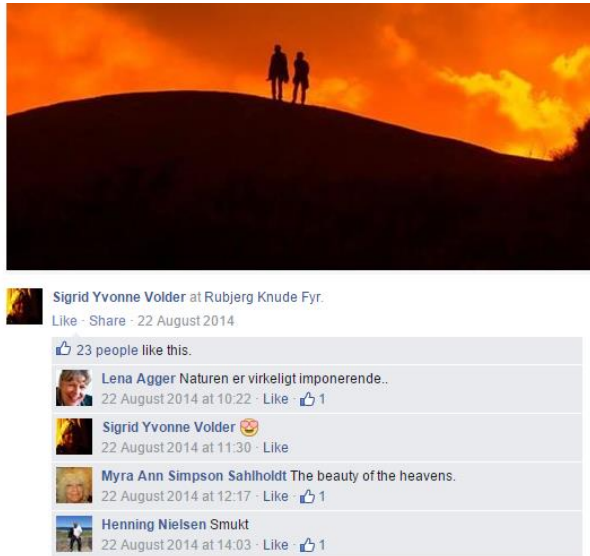 Sigrid Yvonne Volder at Rubjerg Knude Fyr.
Like · Share · 22 August 2014
23 people like this.
Lena Agger Naturen er virkeligt imponerende..
22 August 2014 at 10:22 · Like · 1
Sigrid Yvonne Volder
22 August 2014 at 11:30 · Like
Myra Ann Simpson Sahlholdt The beauty of the heavens.
22 August 2014 at 12:17 · Like · 1
Henning Nielsen Smukt
22 August 2014 at 14:03 · Like · 1